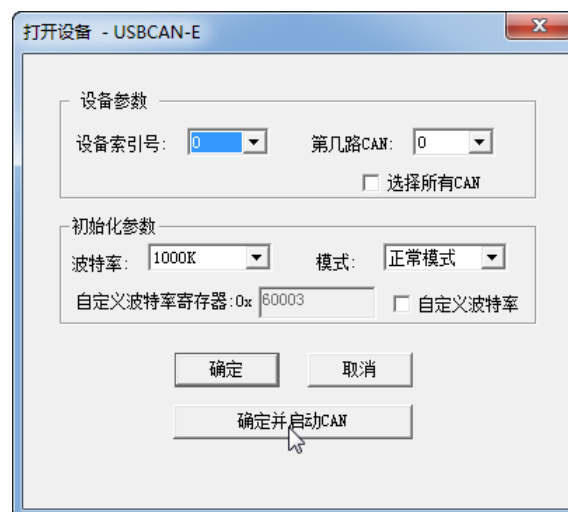 打开设备 - USBCAN-E
设备参数
设备索引号: 0 第几路CAN: 0
选择所有CAN
初始化参数
波特率: 1000K 模式: 正常模式
自定义波特率寄存器:0x 60003 自定义波特率
确定 取消
确定并启动CAN